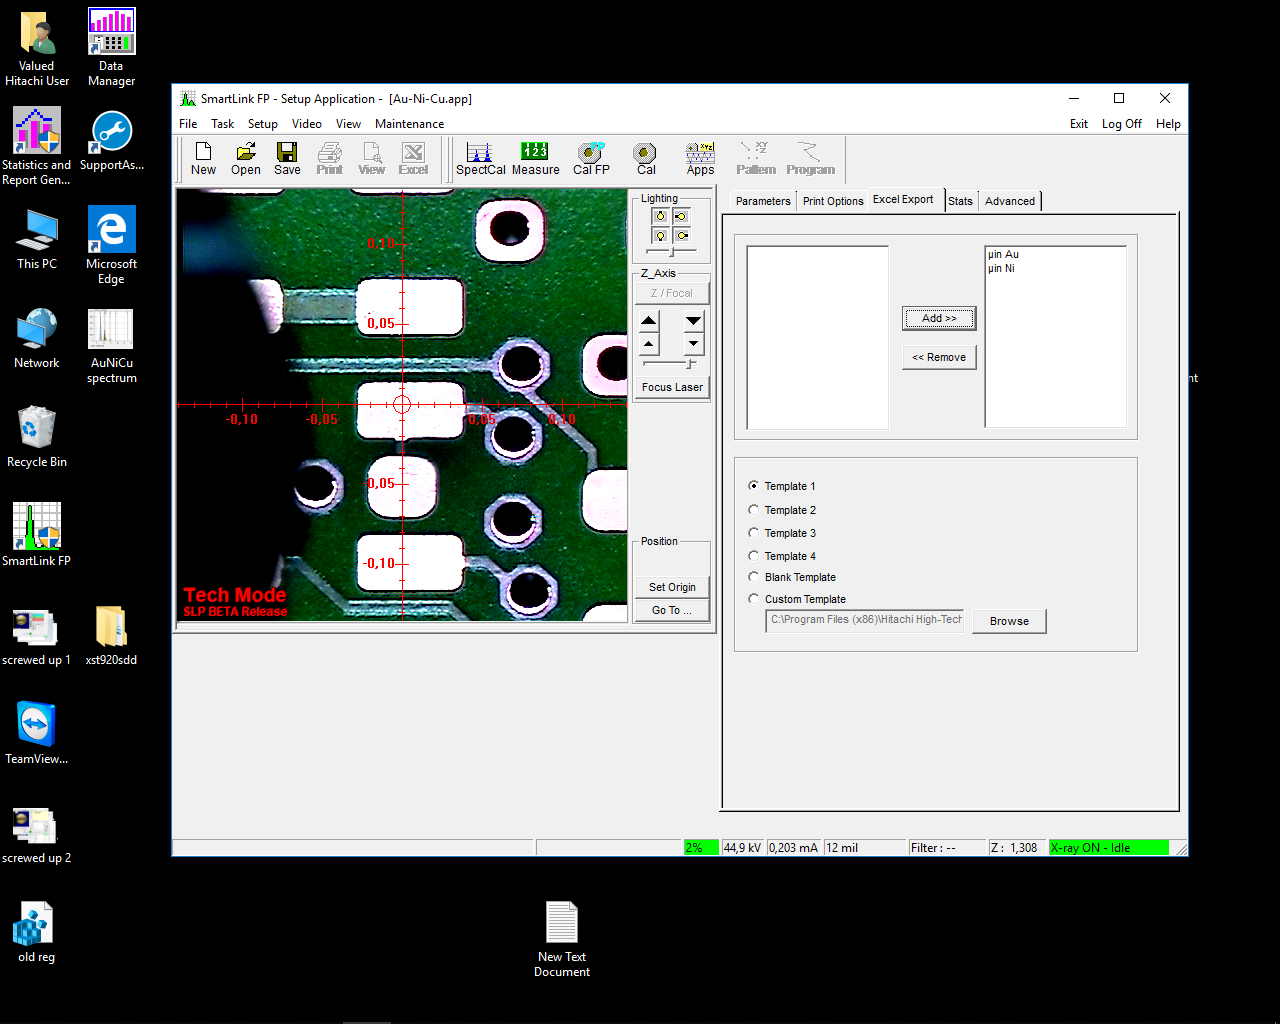 Valued
Hitachi User
Data
Manager
Statistics and
Report Gen...
SupportAs...
This PC
Microsoft
Edge
Network
AuNiCu
spectrum
Recycle Bin
SmartLink FP
screwed up 1
xst920sdd
TeamView...
screwed up 2
old reg
New Text
Document
nt
SmartLink FP - Setup Application - [Au-Ni-Cu.app]
File Task Setup Video View Maintenance Exit Log Off Help
New Open Save Print View Excel SpectCal Measure Cal FP Cal Apps Pattern Program
0,10
0,05
-0,10 -0,05 0,05 0,10
0,05
-0,10
Tech Mode
SLP BETA Release
Lighting
Z_Axis
Z / Focal
Focus Laser
Position
Set Origin
Go To ...
Parameters Print Options Excel Export Stats Advanced
µin Au
µin Ni
Add >>
<< Remove
Template 1
Template 2
Template 3
Template 4
Blank Template
Custom Template
C:\Program Files (x86)\Hitachi High-Tech
Browse
2% 44,9 kV 0,203 mA 12 mil Filter : -- Z : 1,308 X-ray ON - Idle